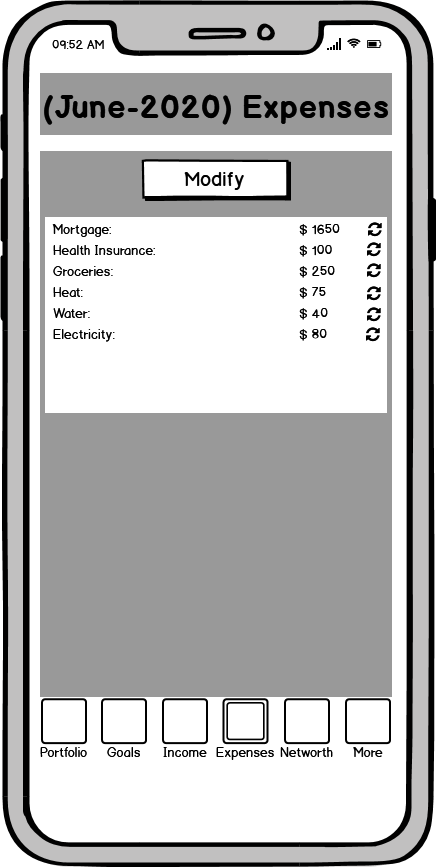 09:52 AM
(June-2020) Expenses
Modify
Mortgage: $ 1650
Health Insurance: $ 100
Groceries: $ 250
Heat: $ 75
Water: $ 40
Electricity: $ 80
Portfolio Goals Income Expenses Networth More